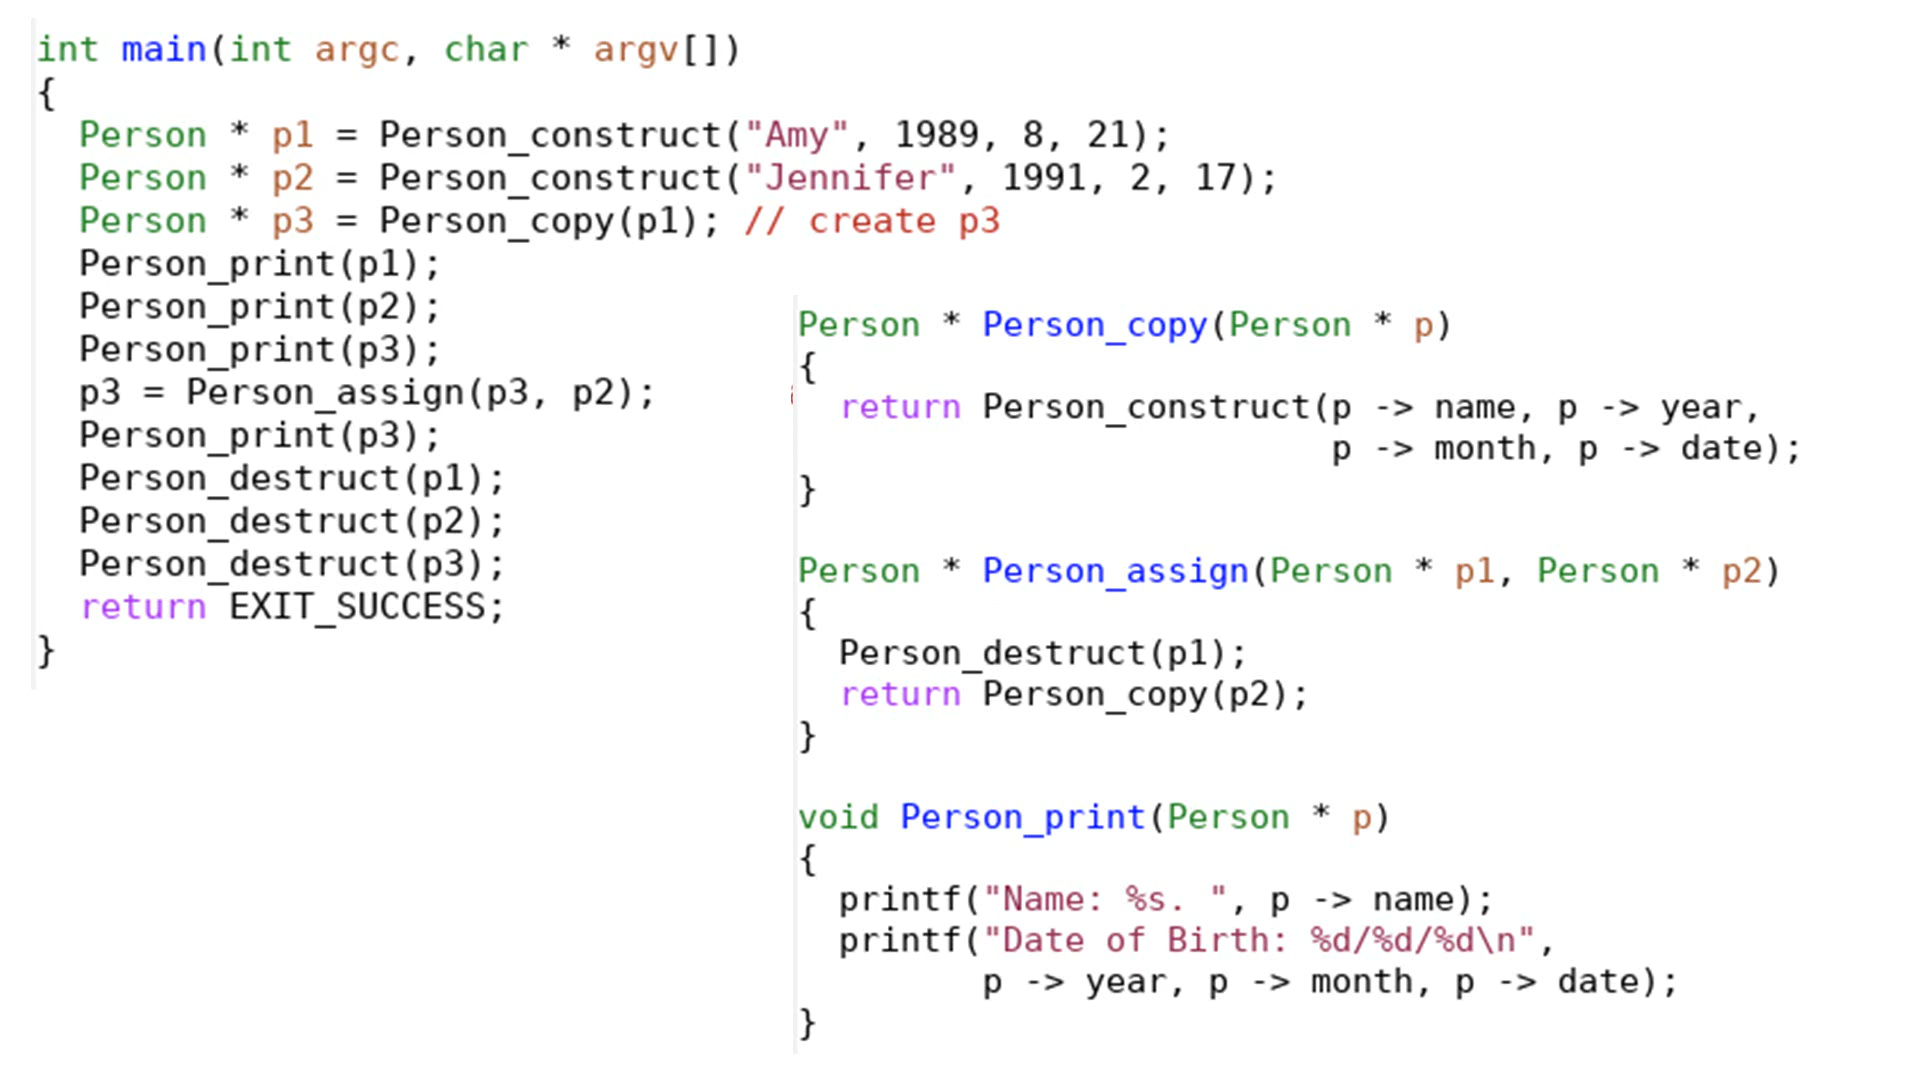 int main(int argc, char * argv[])
{
  Person * p1 = Person_construct("Amy", 1989, 8, 21);
  Person * p2 = Person_construct("Jennifer", 1991, 2, 17);
  Person * p3 = Person_copy(p1); // create p3
  Person_print(p1);
  Person_print(p2);
  Person_print(p3);
  p3 = Person_assign(p3, p2);
  Person_print(p3);
  Person_destruct(p1);
  Person_destruct(p2);
  Person_destruct(p3);
  return EXIT_SUCCESS;
}
Person * Person_copy(Person * p)
{
  return Person_construct(p -> name, p -> year,
                          p -> month, p -> date);
}
Person * Person_assign(Person * p1, Person * p2)
{
  Person_destruct(p1);
  return Person_copy(p2);
}
void Person_print(Person * p)
{
  printf("Name: %s. ", p -> name);
  printf("Date of Birth: %d/%d/%d\n",
         p -> year, p -> month, p -> date);
}